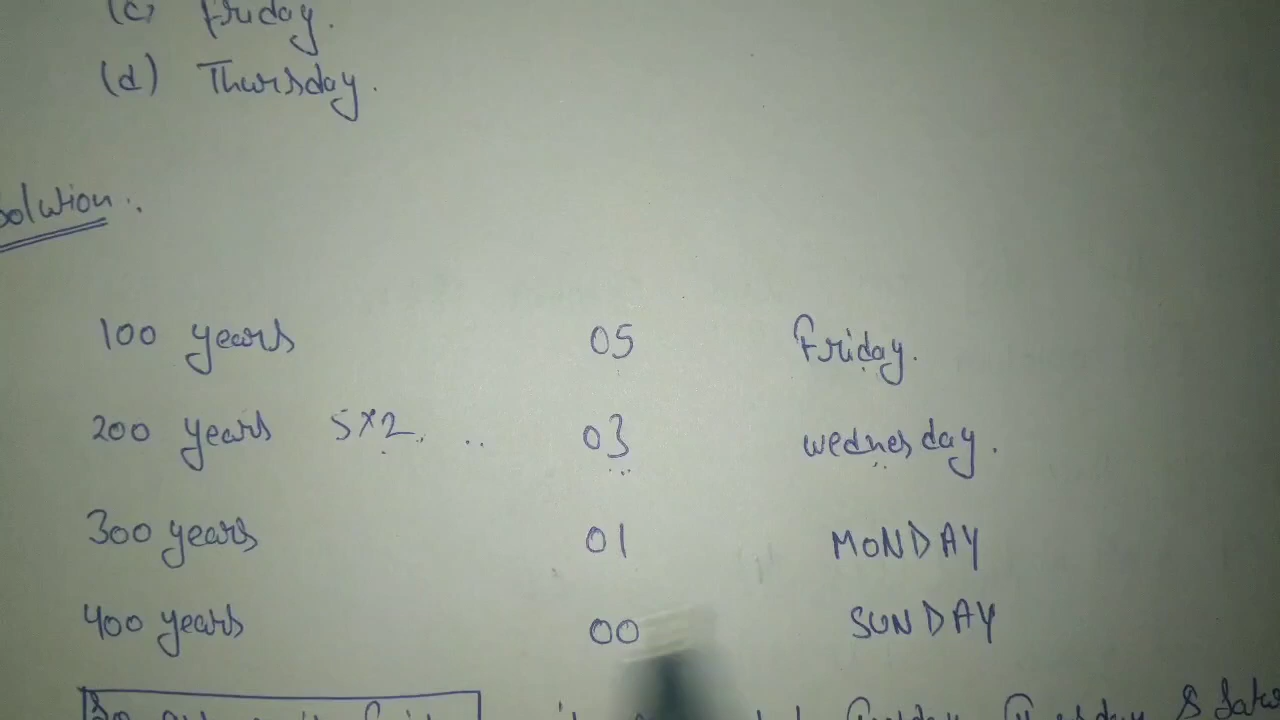 (c) Friday.
(d) Thursday.
Solution:.
100 years 05 Friday.
200 years 5×2. .. 03 wednesday.
300 years 01 MONDAY
400 years 00 SUNDAY